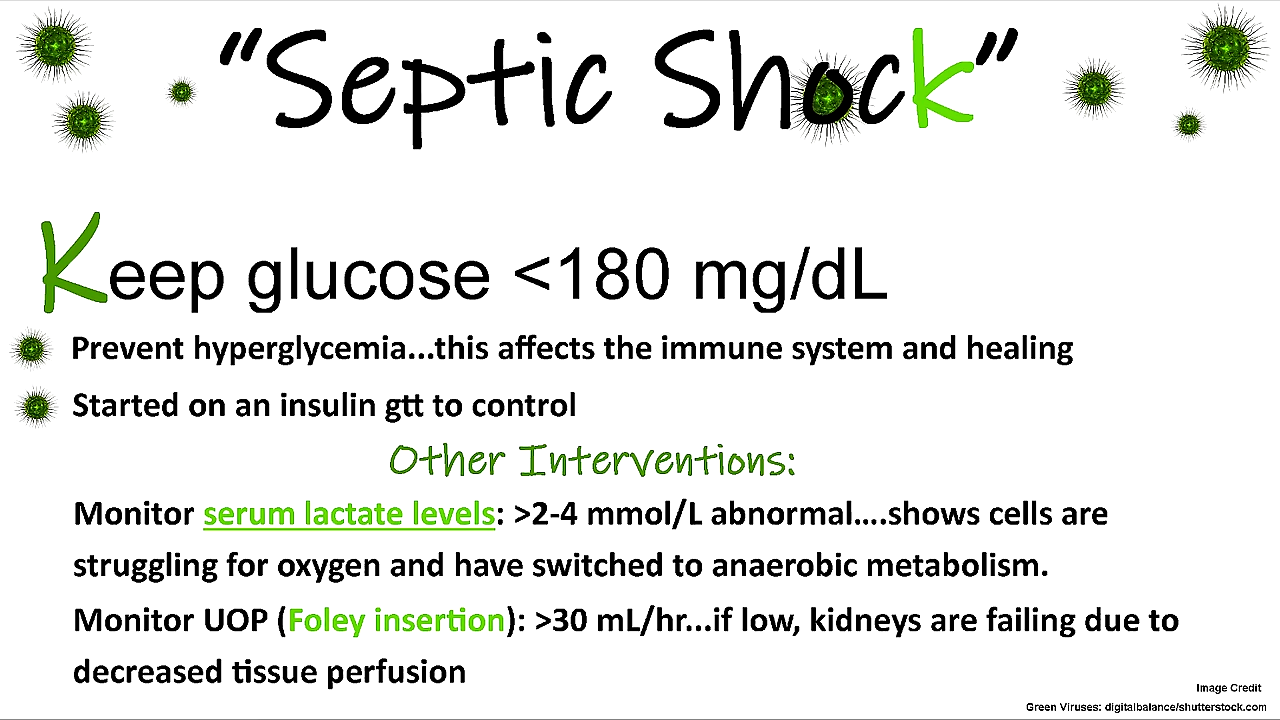 “Septic Shock”
Keep glucose <180 mg/dL
Prevent hyperglycemia...this affects the immune system and healing
Started on an insulin gtt to control
Other Interventions:
Monitor serum lactate levels: >2-4 mmol/L abnormal....shows cells are
struggling for oxygen and have switched to anaerobic metabolism.
Monitor UOP (Foley insertion): >30 mL/hr...if low, kidneys are failing due to
decreased tissue perfusion
Image Credit
Green Viruses: digitalbalance/shutterstock.com